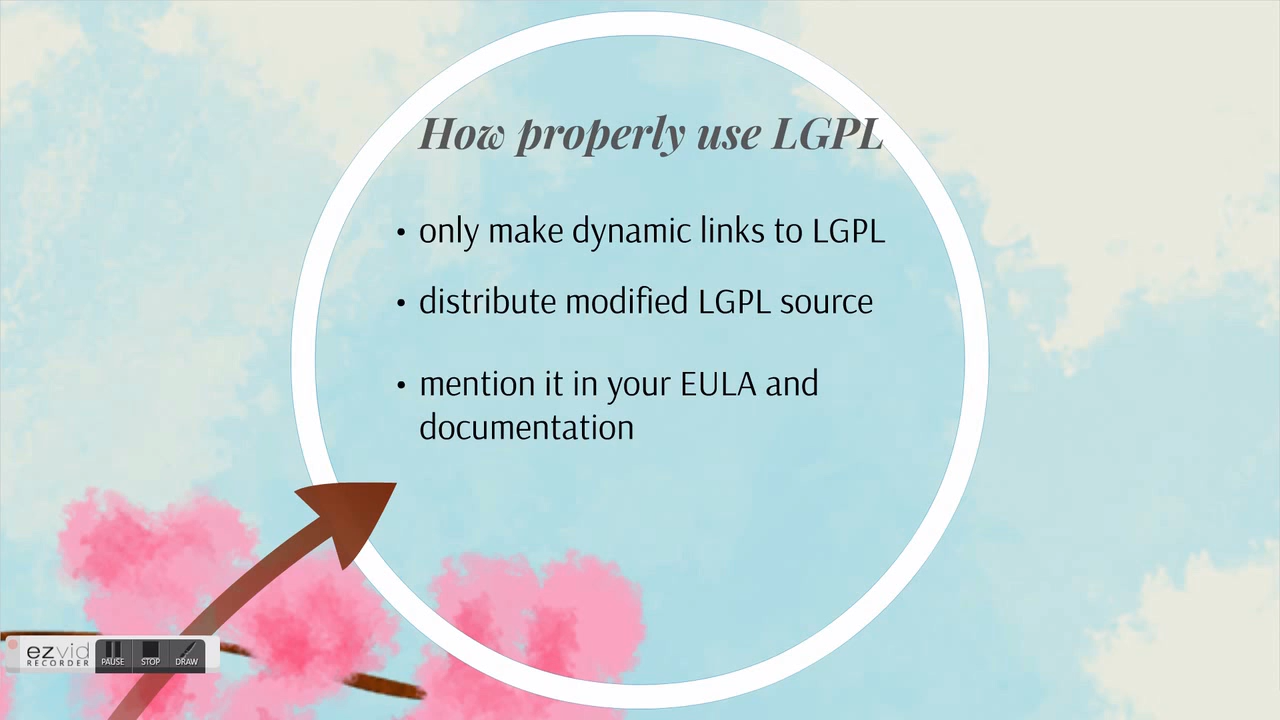 How properly use LGPL
• only make dynamic links to LGPL
• distribute modified LGPL source
• mention it in your EULA and
documentation
ezvid
RECORDER
PAUSE STOP DRAW